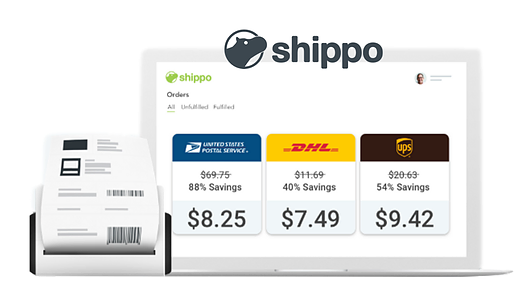 shippo
shippo
Orders
All Unfulfilled Fulfilled
UNITED STATES
POSTAL SERVICE
$69.75
88% Savings
$8.25
DHL
$11.69
40% Savings
$7.49
ups
$20.63
54% Savings
$9.42